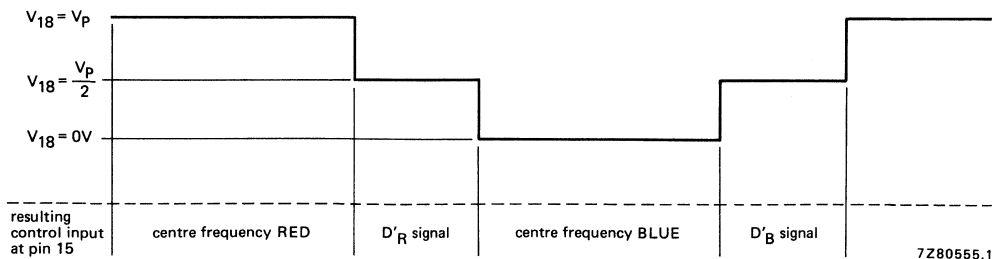 V18 = VP
V18 = VP/2
V18 = 0V
resulting
control input
at pin 15
centre frequency RED
D'R signal
centre frequency BLUE
D'B signal
7Z80555.1